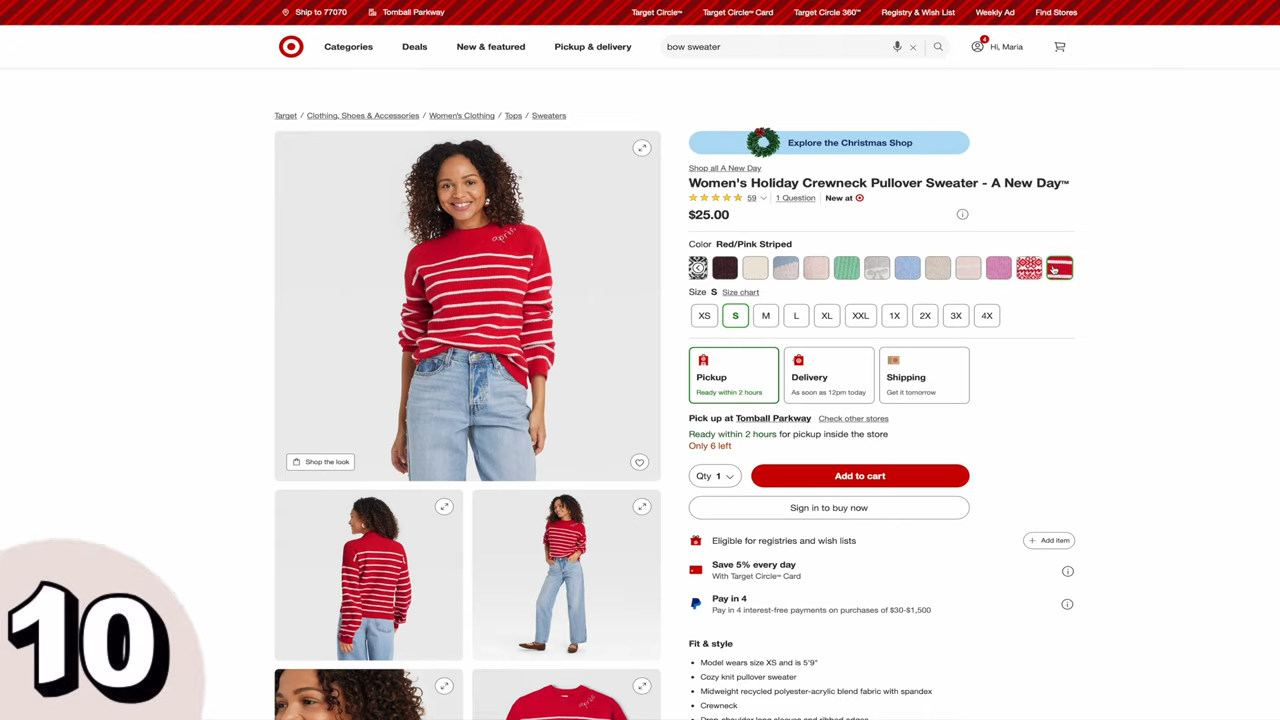 Ship to 77070
Tomball Parkway
Target Circle™
Target Circle™ Card
Target Circle 360™
Registry & Wish List
Weekly Ad
Find Stores
Categories
Deals
New & featured
Pickup & delivery
bow sweater
4
Hi, Maria
Target / Clothing, Shoes & Accessories / Women's Clothing / Tops / Sweaters
Explore the Christmas Shop
Shop all A New Day
Women's Holiday Crewneck Pullover Sweater - A New Day™
59
1 Question
New at
$25.00
Color Red/Pink Striped
Size S Size chart
XS
S
M
L
XL
XXL
1X
2X
3X
4X
Pickup
Ready within 2 hours
Delivery
As soon as 12pm today
Shipping
Get it tomorrow
Pick up at Tomball Parkway Check other stores
Ready within 2 hours for pickup inside the store
Only 6 left
Shop the look
Qty 1
Add to cart
Sign in to buy now
Eligible for registries and wish lists
+ Add item
Save 5% every day
With Target Circle™ Card
Pay in 4
Pay in 4 interest-free payments on purchases of $30-$1,500
10
Fit & style
• Model wears size XS and is 5'9"
• Cozy knit pullover sweater
• Midweight recycled polyester-acrylic blend fabric with spandex
• Crewneck